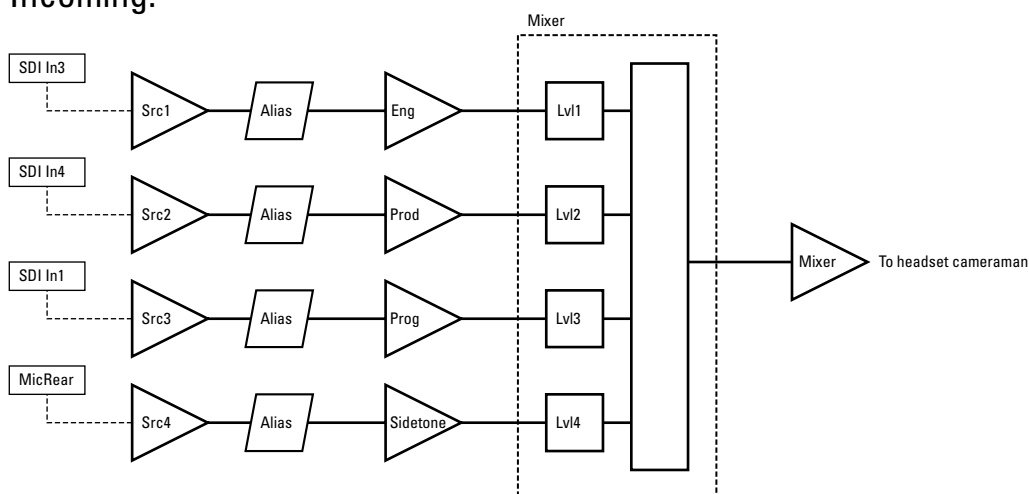 Incoming:
Mixer
SDI In3
Src1 Alias Eng Lvl1
SDI In4
Src2 Alias Prod Lvl2
SDI In1
Mixer To headset cameraman
Src3 Alias Prog Lvl3
MicRear
Src4 Alias Sidetone Lvl4